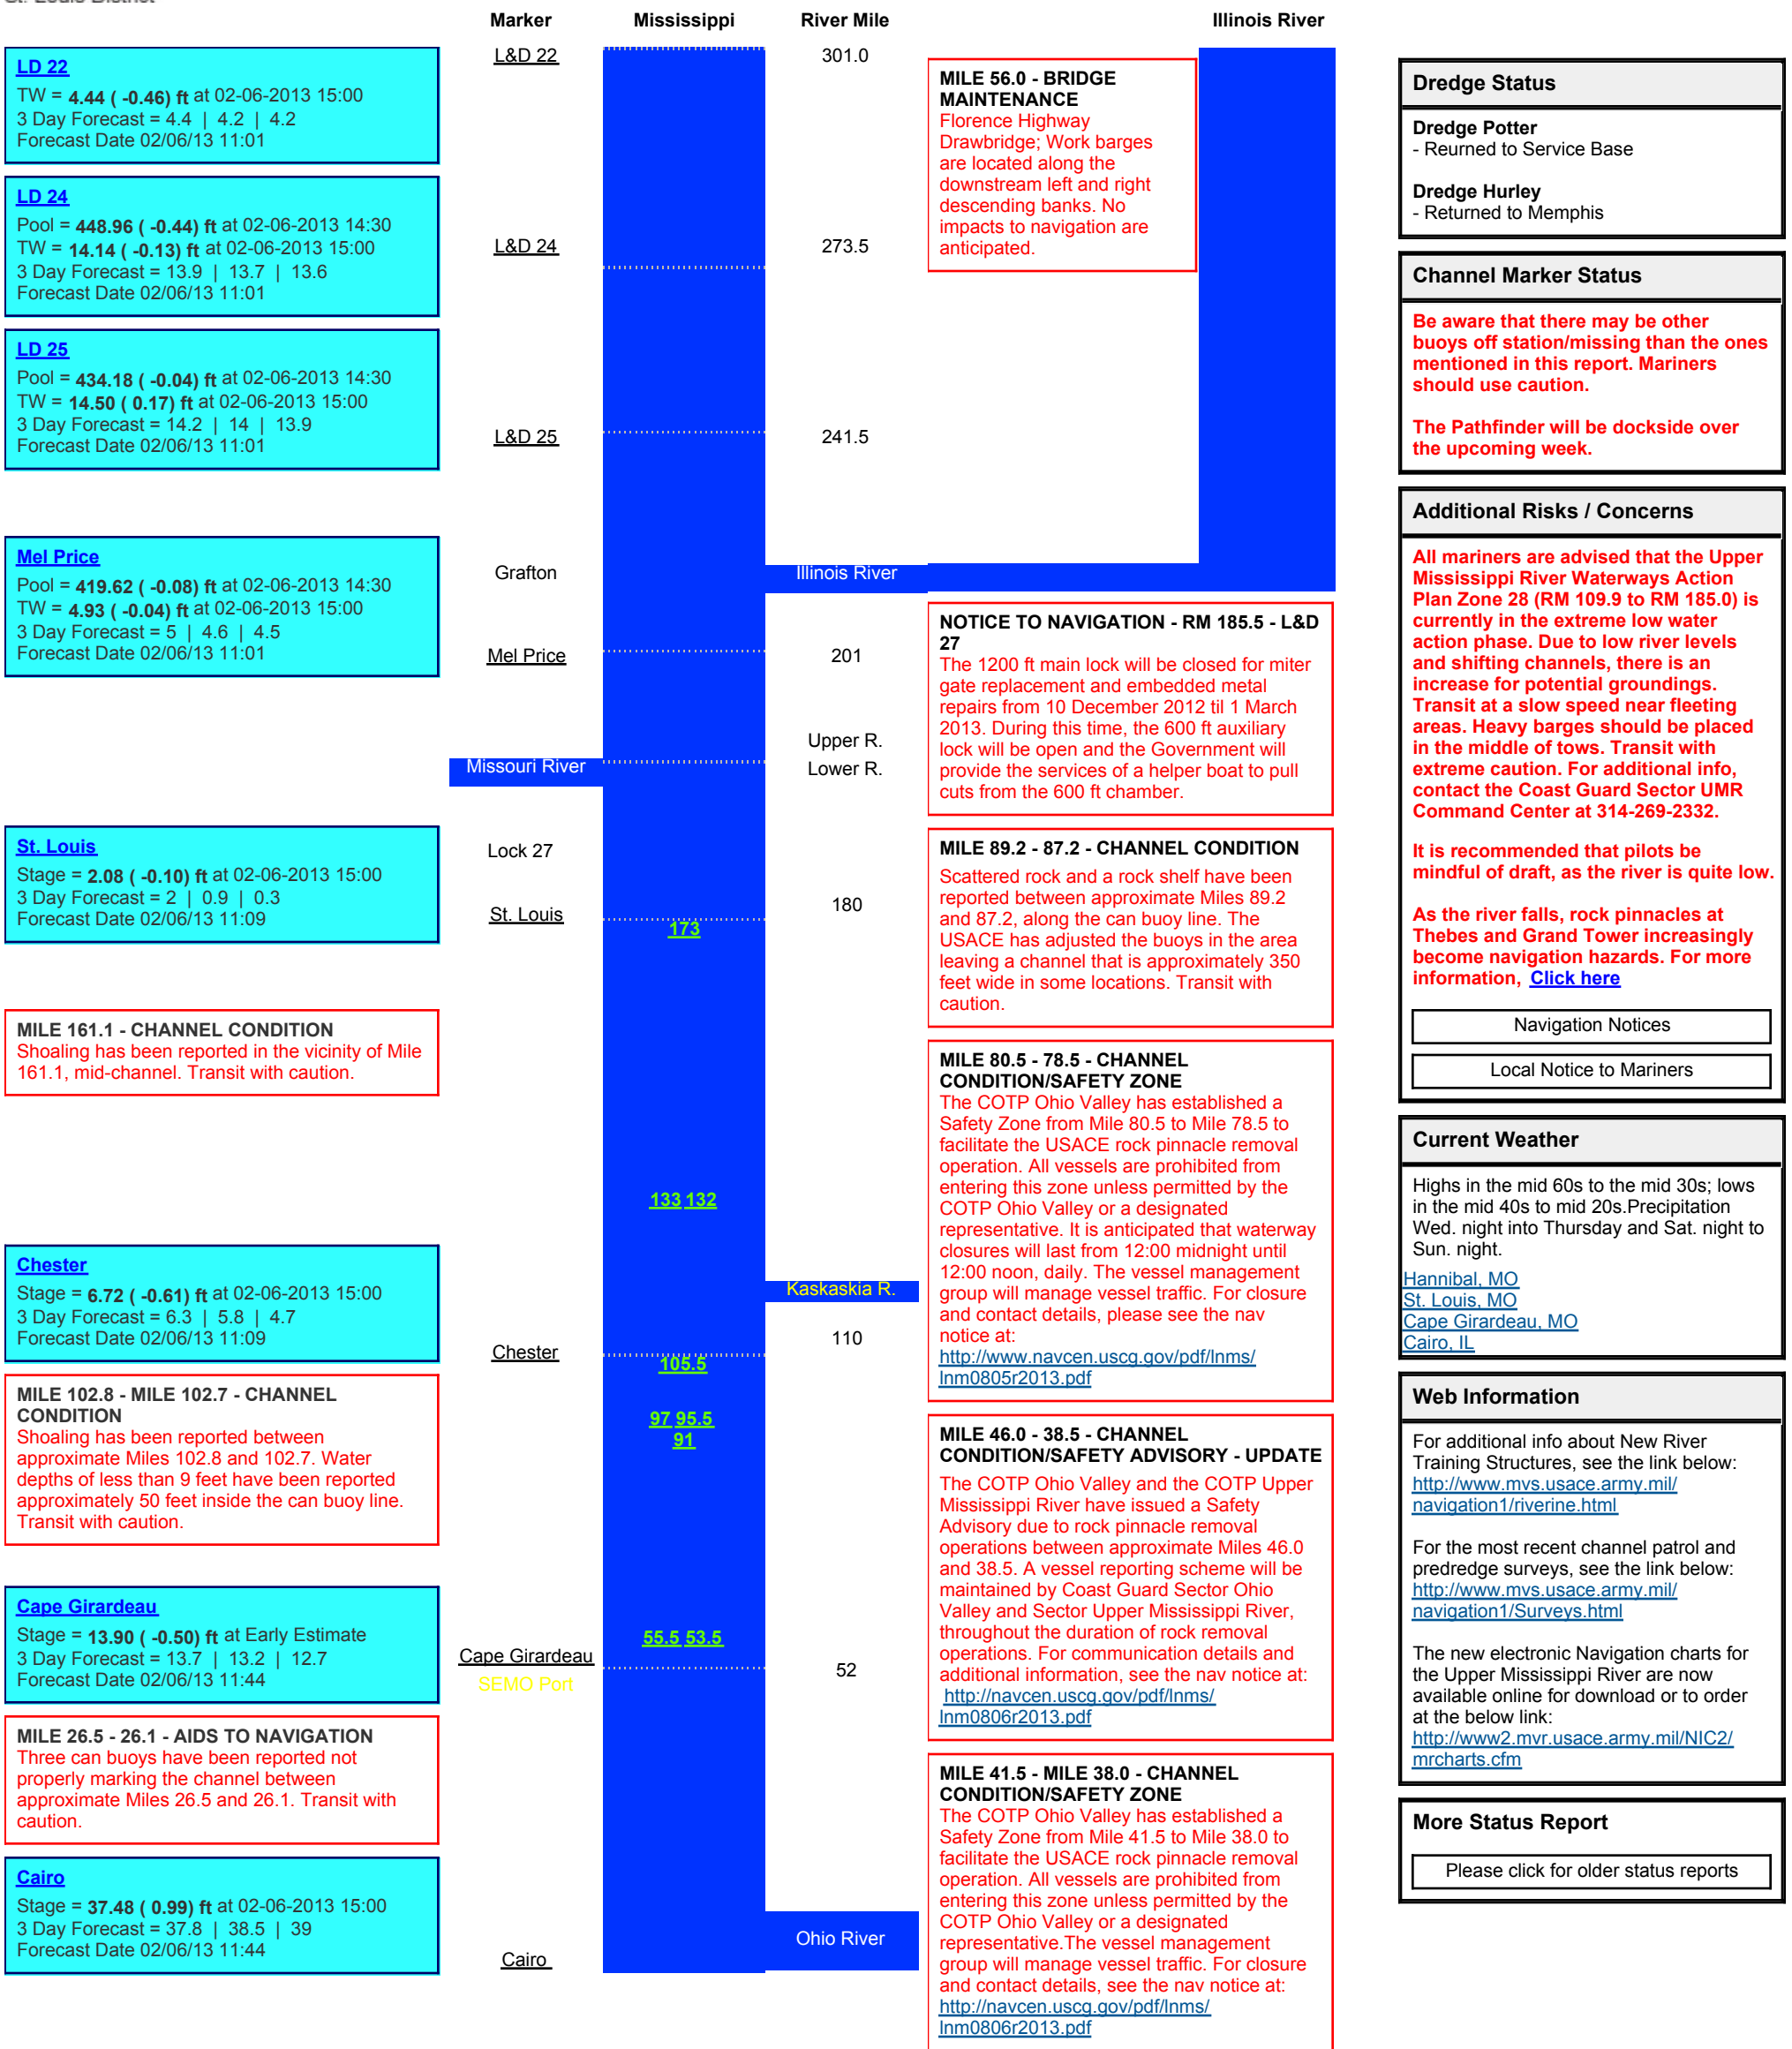 St. Louis District
Marker
Mississippi
River Mile
Illinois River
LD 22
TW = 4.44 ( -0.46) ft at 02-06-2013 15:00
3 Day Forecast = 4.4 | 4.2 | 4.2
Forecast Date 02/06/13 11:01
LD 24
Pool = 448.96 ( -0.44) ft at 02-06-2013 14:30
TW = 14.14 ( -0.13) ft at 02-06-2013 15:00
3 Day Forecast = 13.9 | 13.7 | 13.6
Forecast Date 02/06/13 11:01
LD 25
Pool = 434.18 ( -0.04) ft at 02-06-2013 14:30
TW = 14.50 ( 0.17) ft at 02-06-2013 15:00
3 Day Forecast = 14.2 | 14 | 13.9
Forecast Date 02/06/13 11:01
Mel Price
Pool = 419.62 ( -0.08) ft at 02-06-2013 14:30
TW = 4.93 ( -0.04) ft at 02-06-2013 15:00
3 Day Forecast = 5 | 4.6 | 4.5
Forecast Date 02/06/13 11:01
St. Louis
Stage = 2.08 ( -0.10) ft at 02-06-2013 15:00
3 Day Forecast = 2 | 0.9 | 0.3
Forecast Date 02/06/13 11:09
MILE 161.1 - CHANNEL CONDITION
Shoaling has been reported in the vicinity of Mile
161.1, mid-channel. Transit with caution.
Chester
Stage = 6.72 ( -0.61) ft at 02-06-2013 15:00
3 Day Forecast = 6.3 | 5.8 | 4.7
Forecast Date 02/06/13 11:09
MILE 102.8 - MILE 102.7 - CHANNEL
CONDITION
Shoaling has been reported between
approximate Miles 102.8 and 102.7. Water
depths of less than 9 feet have been reported
approximately 50 feet inside the can buoy line.
Transit with caution.
Cape Girardeau
Stage = 13.90 ( -0.50) ft at Early Estimate
3 Day Forecast = 13.7 | 13.2 | 12.7
Forecast Date 02/06/13 11:44
MILE 26.5 - 26.1 - AIDS TO NAVIGATION
Three can buoys have been reported not
properly marking the channel between
approximate Miles 26.5 and 26.1. Transit with
caution.
Cairo
Stage = 37.48 ( 0.99) ft at 02-06-2013 15:00
3 Day Forecast = 37.8 | 38.5 | 39
Forecast Date 02/06/13 11:44
L&D 22
L&D 24
L&D 25
Grafton
Mel Price
Missouri River
Lock 27
St. Louis
Chester
Cape Girardeau
SEMO Port
Cairo
173
133 132
105.5
97 95.5
91
55.5 53.5
301.0
273.5
241.5
Illinois River
201
Upper R.
Lower R.
180
Kaskaskia R.
110
52
Ohio River
MILE 56.0 - BRIDGE
MAINTENANCE
Florence Highway
Drawbridge; Work barges
are located along the
downstream left and right
descending banks. No
impacts to navigation are
anticipated.
NOTICE TO NAVIGATION - RM 185.5 - L&D
27
The 1200 ft main lock will be closed for miter
gate replacement and embedded metal
repairs from 10 December 2012 til 1 March
2013. During this time, the 600 ft auxiliary
lock will be open and the Government will
provide the services of a helper boat to pull
cuts from the 600 ft chamber.
MILE 89.2 - 87.2 - CHANNEL CONDITION
Scattered rock and a rock shelf have been
reported between approximate Miles 89.2
and 87.2, along the can buoy line. The
USACE has adjusted the buoys in the area
leaving a channel that is approximately 350
feet wide in some locations. Transit with
caution.
MILE 80.5 - 78.5 - CHANNEL
CONDITION/SAFETY ZONE
The COTP Ohio Valley has established a
Safety Zone from Mile 80.5 to Mile 78.5 to
facilitate the USACE rock pinnacle removal
operation. All vessels are prohibited from
entering this zone unless permitted by the
COTP Ohio Valley or a designated
representative. It is anticipated that waterway
closures will last from 12:00 midnight until
12:00 noon, daily. The vessel management
group will manage vessel traffic. For closure
and contact details, please see the nav
notice at:
http://www.navcen.uscg.gov/pdf/lnms/
lnm0805r2013.pdf
MILE 46.0 - 38.5 - CHANNEL
CONDITION/SAFETY ADVISORY - UPDATE
The COTP Ohio Valley and the COTP Upper
Mississippi River have issued a Safety
Advisory due to rock pinnacle removal
operations between approximate Miles 46.0
and 38.5. A vessel reporting scheme will be
maintained by Coast Guard Sector Ohio
Valley and Sector Upper Mississippi River,
throughout the duration of rock removal
operations. For communication details and
additional information, see the nav notice at:
http://navcen.uscg.gov/pdf/lnms/
lnm0806r2013.pdf
MILE 41.5 - MILE 38.0 - CHANNEL
CONDITION/SAFETY ZONE
The COTP Ohio Valley has established a
Safety Zone from Mile 41.5 to Mile 38.0 to
facilitate the USACE rock pinnacle removal
operation. All vessels are prohibited from
entering this zone unless permitted by the
COTP Ohio Valley or a designated
representative.The vessel management
group will manage vessel traffic. For closure
and contact details, see the nav notice at:
http://navcen.uscg.gov/pdf/lnms/
lnm0806r2013.pdf
Dredge Status
Dredge Potter
- Reurned to Service Base
Dredge Hurley
- Returned to Memphis
Channel Marker Status
Be aware that there may be other
buoys off station/missing than the ones
mentioned in this report. Mariners
should use caution.
The Pathfinder will be dockside over
the upcoming week.
Additional Risks / Concerns
All mariners are advised that the Upper
Mississippi River Waterways Action
Plan Zone 28 (RM 109.9 to RM 185.0) is
currently in the extreme low water
action phase. Due to low river levels
and shifting channels, there is an
increase for potential groundings.
Transit at a slow speed near fleeting
areas. Heavy barges should be placed
in the middle of tows. Transit with
extreme caution. For additional info,
contact the Coast Guard Sector UMR
Command Center at 314-269-2332.
It is recommended that pilots be
mindful of draft, as the river is quite low.
As the river falls, rock pinnacles at
Thebes and Grand Tower increasingly
become navigation hazards. For more
information, Click here
Navigation Notices
Local Notice to Mariners
Current Weather
Highs in the mid 60s to the mid 30s; lows
in the mid 40s to mid 20s.Precipitation
Wed. night into Thursday and Sat. night to
Sun. night.
Hannibal, MO
St. Louis, MO
Cape Girardeau, MO
Cairo, IL
Web Information
For additional info about New River
Training Structures, see the link below:
http://www.mvs.usace.army.mil/
navigation1/riverine.html
For the most recent channel patrol and
predredge surveys, see the link below:
http://www.mvs.usace.army.mil/
navigation1/Surveys.html
The new electronic Navigation charts for
the Upper Mississippi River are now
available online for download or to order
at the below link:
http://www2.mvr.usace.army.mil/NIC2/
mrcharts.cfm
More Status Report
Please click for older status reports